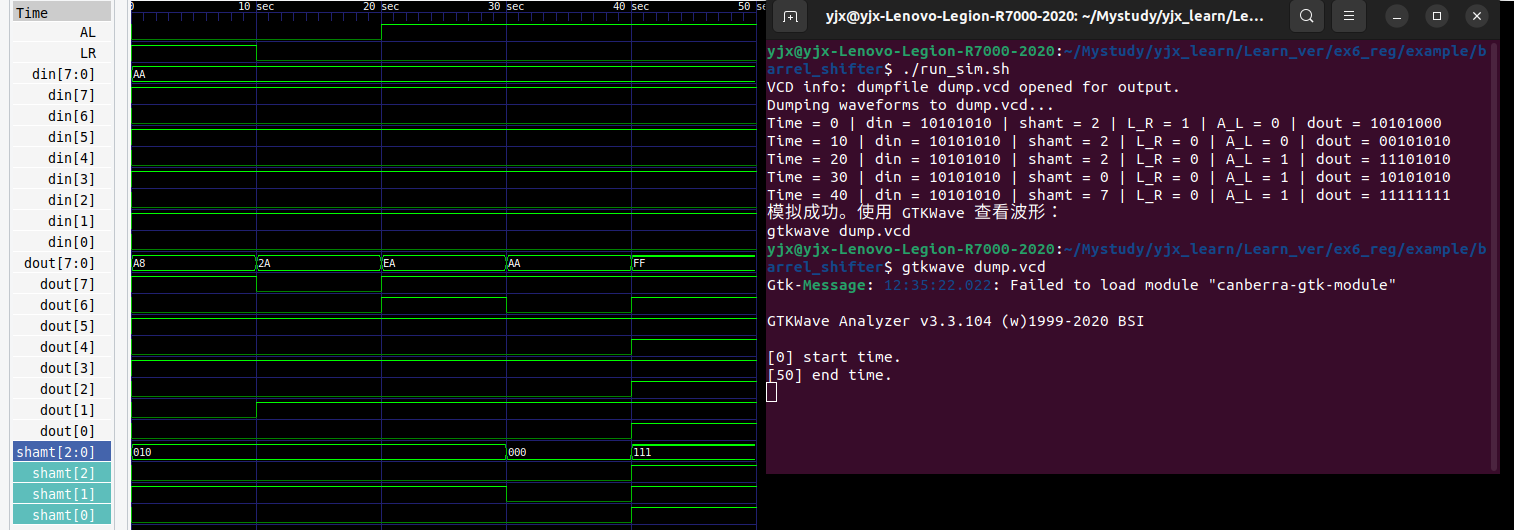 Time
0 10 sec 20 sec 30 sec 40 sec 50 se
AL
LR
din[7:0] AA
din[7]
din[6]
din[5]
din[4]
din[3]
din[2]
din[1]
din[0]
dout[7:0] A8 2A EA AA FF
dout[7]
dout[6]
dout[5]
dout[4]
dout[3]
dout[2]
dout[1]
dout[0]
shamt[2:0] 010 000 111
shamt[2]
shamt[1]
shamt[0]
yjx@yjx-Lenovo-Legion-R7000-2020: ~/Mystudy/yjx_learn/Le...
yjx@yjx-Lenovo-Legion-R7000-2020:~/Mystudy/yjx_learn/Learn_ver/ex6_reg/example/b
arrel_shifter$ ./run_sim.sh
VCD info: dumpfile dump.vcd opened for output.
Dumping waveforms to dump.vcd...
Time = 0 | din = 10101010 | shamt = 2 | L_R = 1 | A_L = 0 | dout = 10101000
Time = 10 | din = 10101010 | shamt = 2 | L_R = 0 | A_L = 0 | dout = 00101010
Time = 20 | din = 10101010 | shamt = 2 | L_R = 0 | A_L = 1 | dout = 11101010
Time = 30 | din = 10101010 | shamt = 0 | L_R = 0 | A_L = 1 | dout = 10101010
Time = 40 | din = 10101010 | shamt = 7 | L_R = 0 | A_L = 1 | dout = 11111111
模拟成功。使用 GTKWave 查看波形：
gtkwave dump.vcd
yjx@yjx-Lenovo-Legion-R7000-2020:~/Mystudy/yjx_learn/Learn_ver/ex6_reg/example/b
arrel_shifter$ gtkwave dump.vcd
Gtk-Message: 12:35:22.022: Failed to load module "canberra-gtk-module"
GTKWave Analyzer v3.3.104 (w)1999-2020 BSI
[0] start time.
[50] end time.